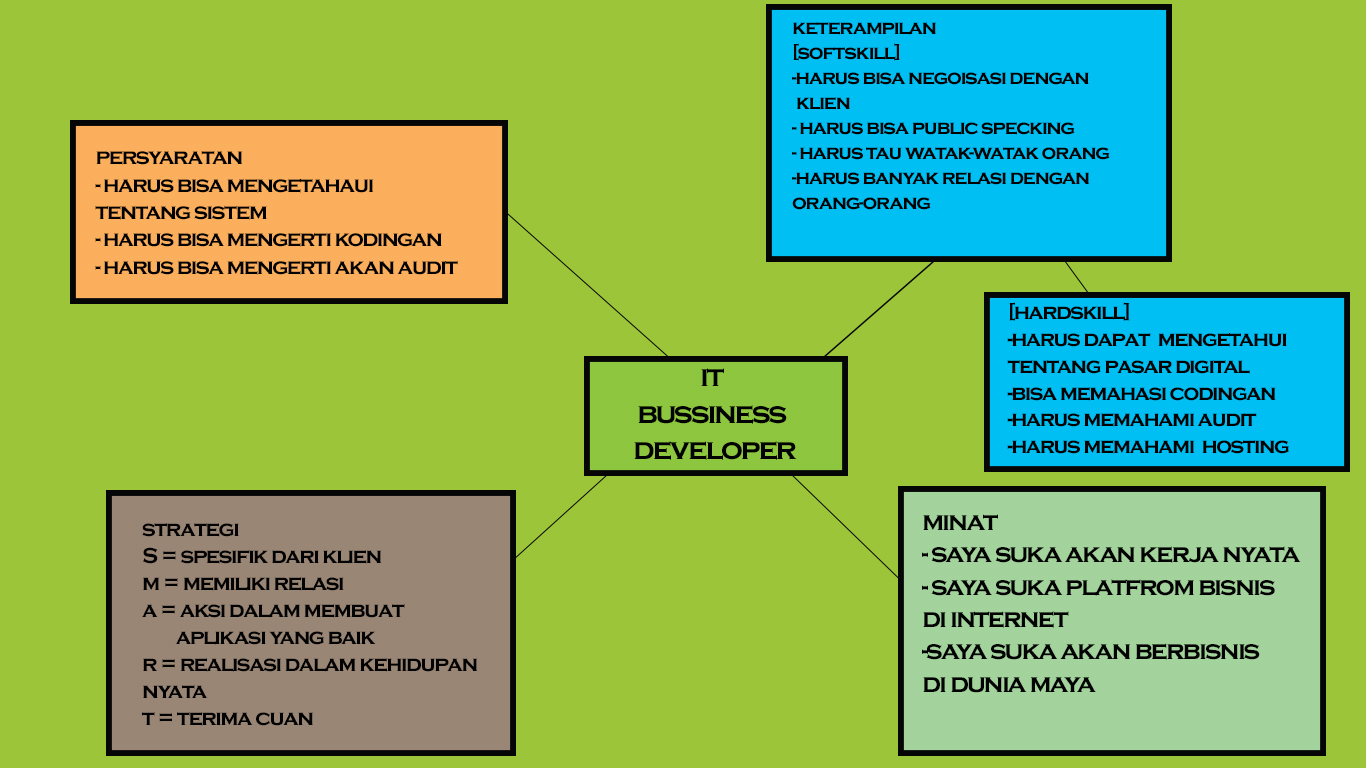 PERSYARATAN
- HARUS BISA MENGETAHAUI
TENTANG SISTEM
- HARUS BISA MENGERTI KODINGAN
- HARUS BISA MENGERTI AKAN AUDIT
KETERAMPILAN
[SOFTSKILL]
-HARUS BISA NEGOISASI DENGAN
KLIEN
- HARUS BISA PUBLIC SPECKING
- HARUS TAU WATAK-WATAK ORANG
-HARUS BANYAK RELASI DENGAN
ORANG-ORANG
[HARDSKILL]
-HARUS DAPAT MENGETAHUI
TENTANG PASAR DIGITAL
-BISA MEMAHASI CODINGAN
-HARUS MEMAHAMI AUDIT
-HARUS MEMAHAMI HOSTING
IT
BUSSINESS
DEVELOPER
STRATEGI
S = SPESIFIK DARI KLIEN
M = MEMILIKI RELASI
A = AKSI DALAM MEMBUAT
APLIKASI YANG BAIK
R = REALISASI DALAM KEHIDUPAN
NYATA
T = TERIMA CUAN
MINAT
- SAYA SUKA AKAN KERJA NYATA
- SAYA SUKA PLATFROM BISNIS
DI INTERNET
-SAYA SUKA AKAN BERBISNIS
DI DUNIA MAYA